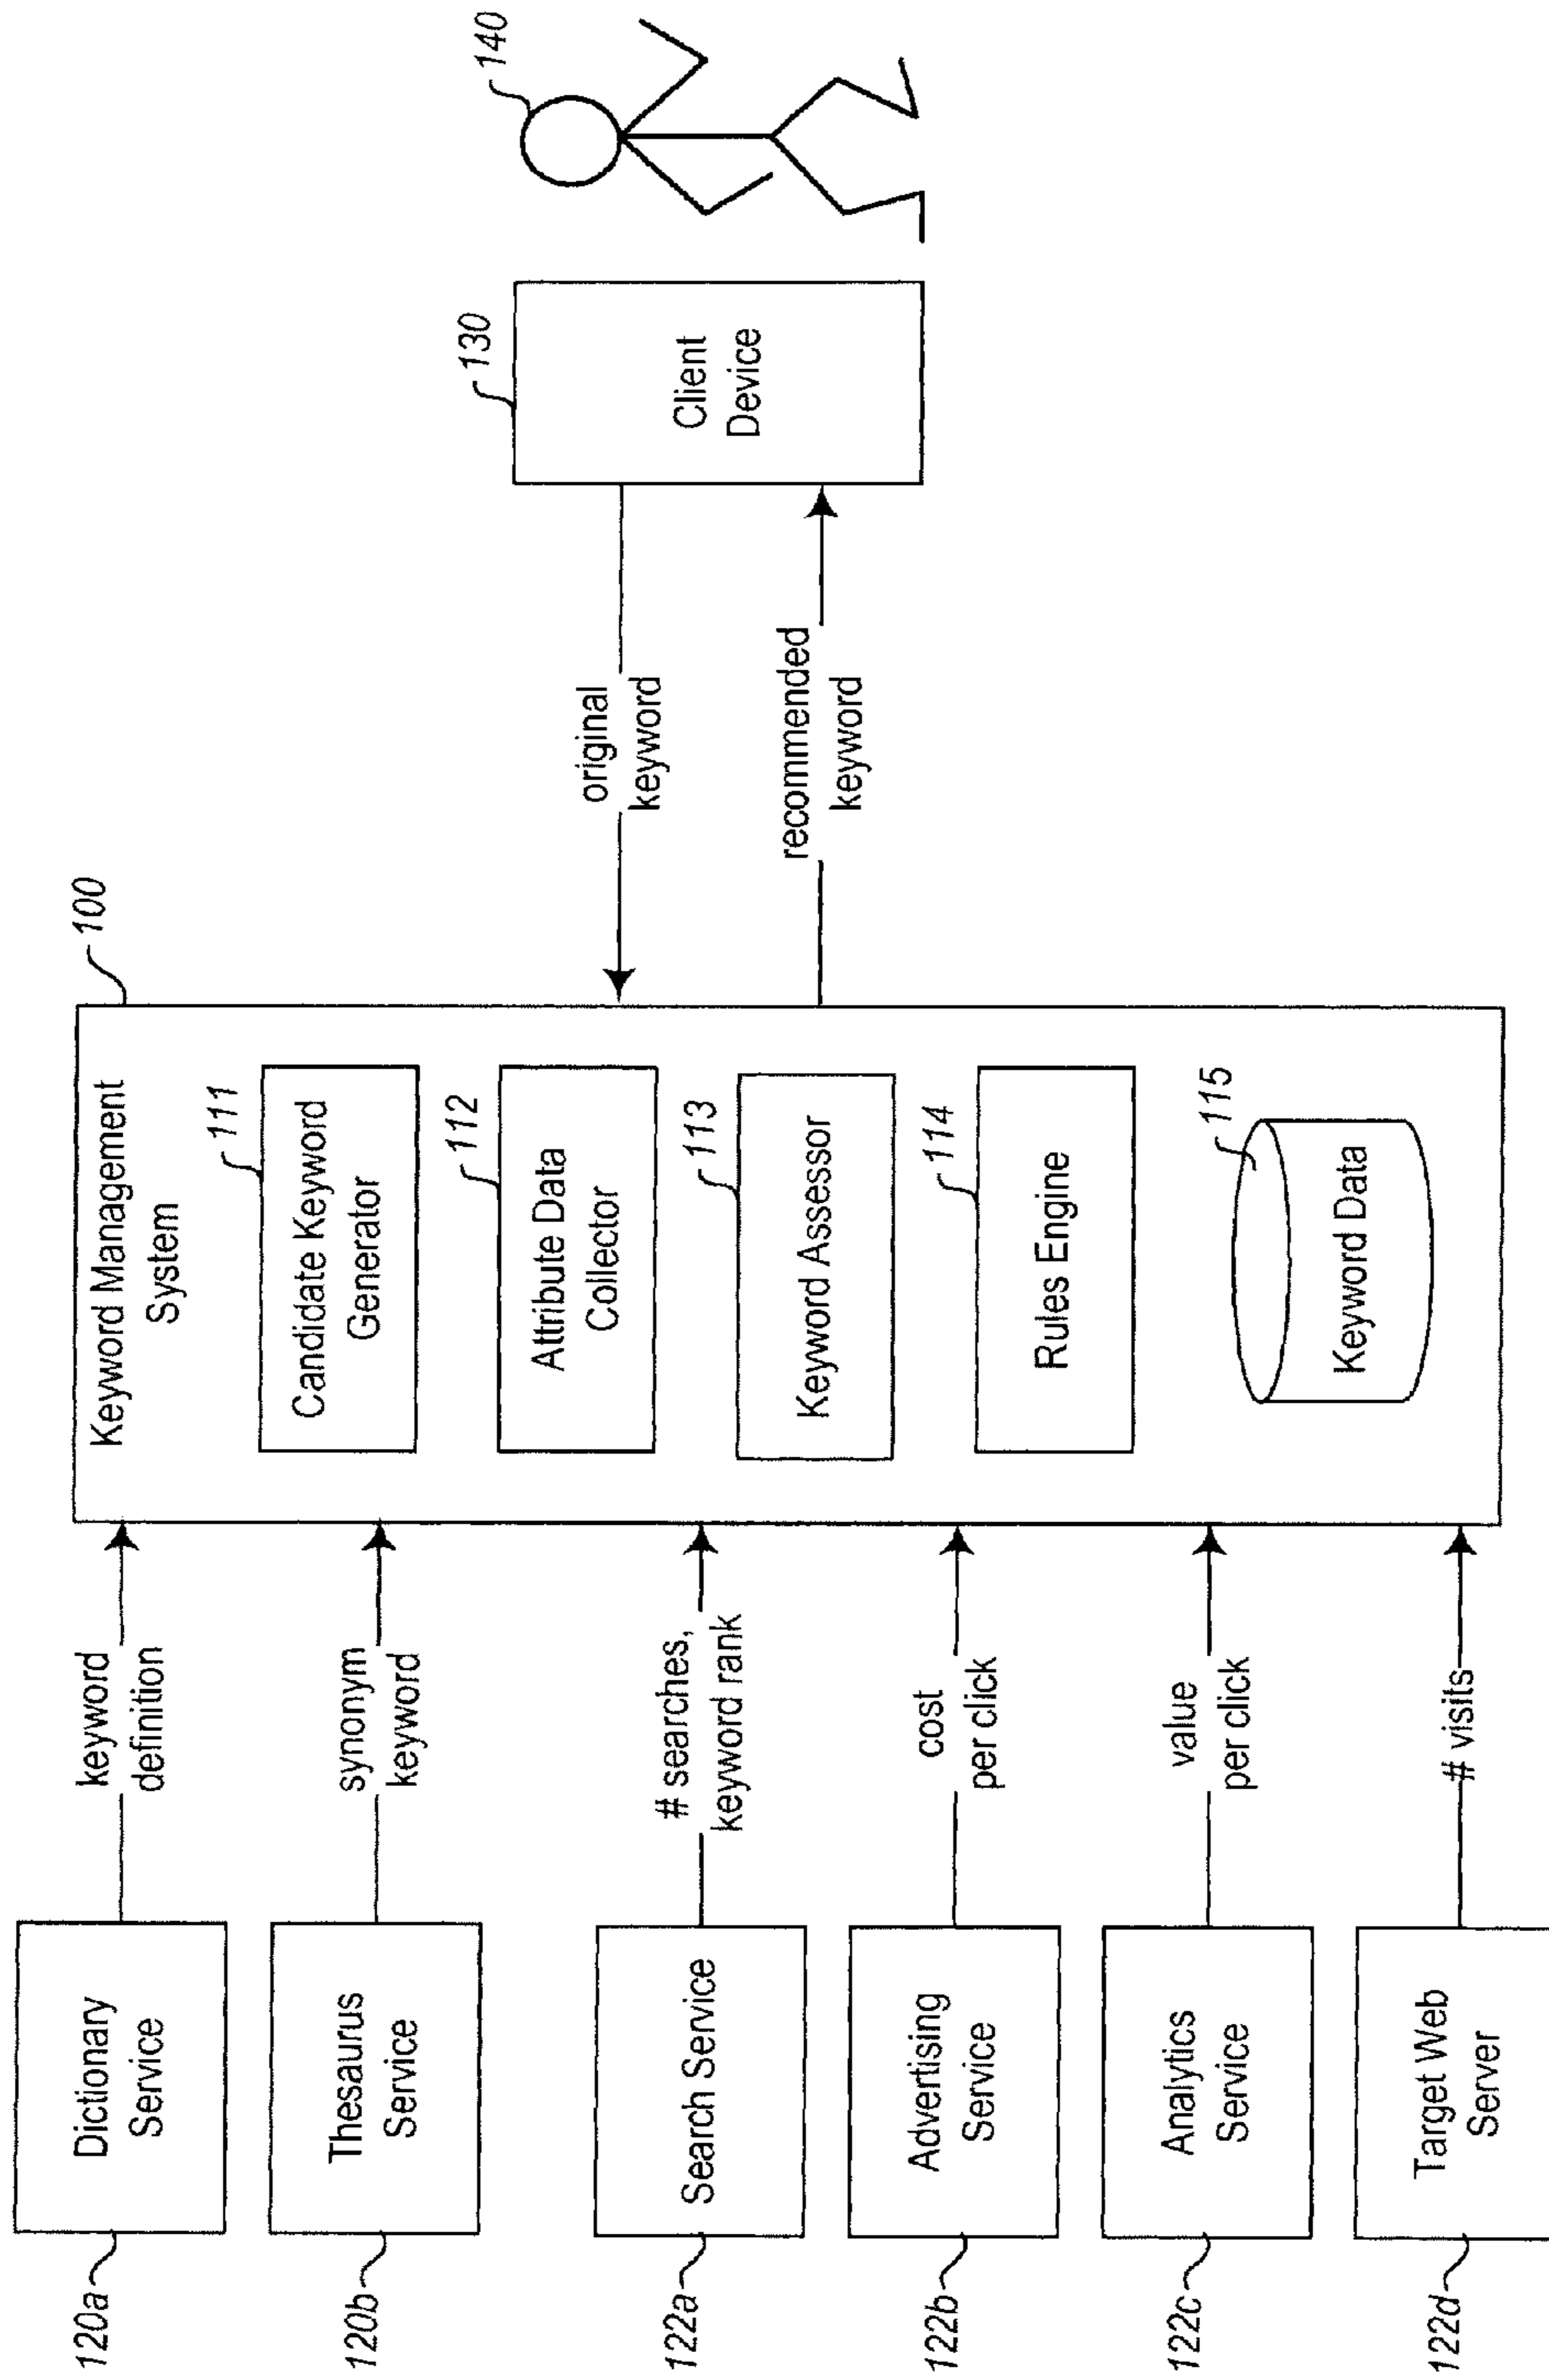 120a
Dictionary
Service
keyword
definition
120b
Thesaurus
Service
synonym
keyword
122a
Search Service
# searches,
keyword rank
122b
Advertising
Service
cost
per click
122c
Analytics
Service
value
per click
122d
Target Web
Server
# visits
100
Keyword Management
System
111
Candidate Keyword
Generator
112
Attribute Data
Collector
113
Keyword Assessor
114
Rules Engine
115
Keyword Data
original
keyword
recommended
keyword
130
Client
Device
140